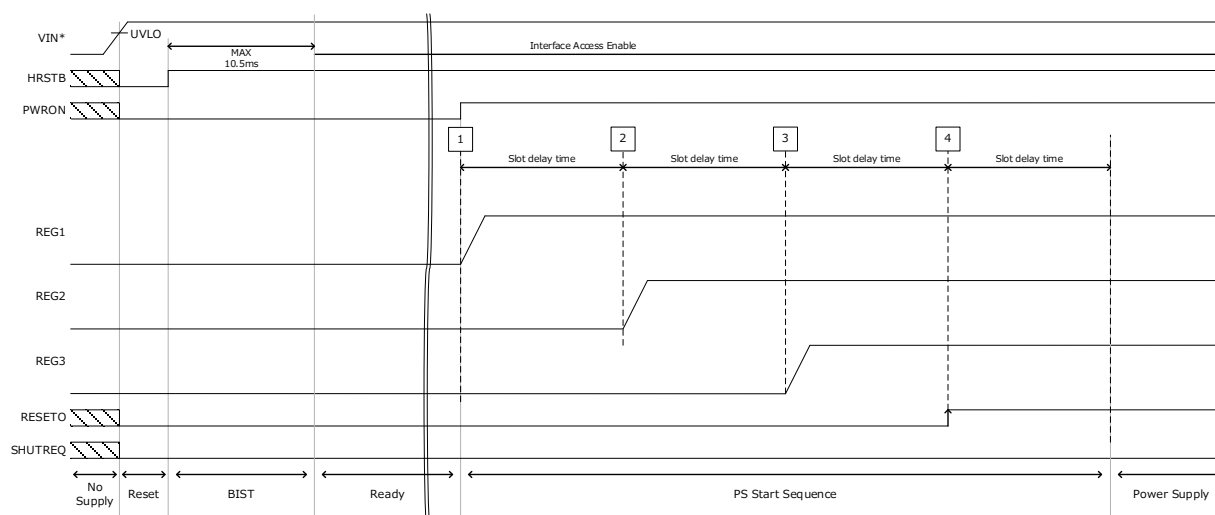 VIN*
UVLO
MAX
10.5ms
Interface Access Enable
HRSTB
PWRON
1
2
3
4
Slot delay time
Slot delay time
Slot delay time
Slot delay time
REG1
REG2
REG3
RESETO
SHUTREQ
No
Supply
Reset
BIST
Ready
PS Start Sequence
Power Supply